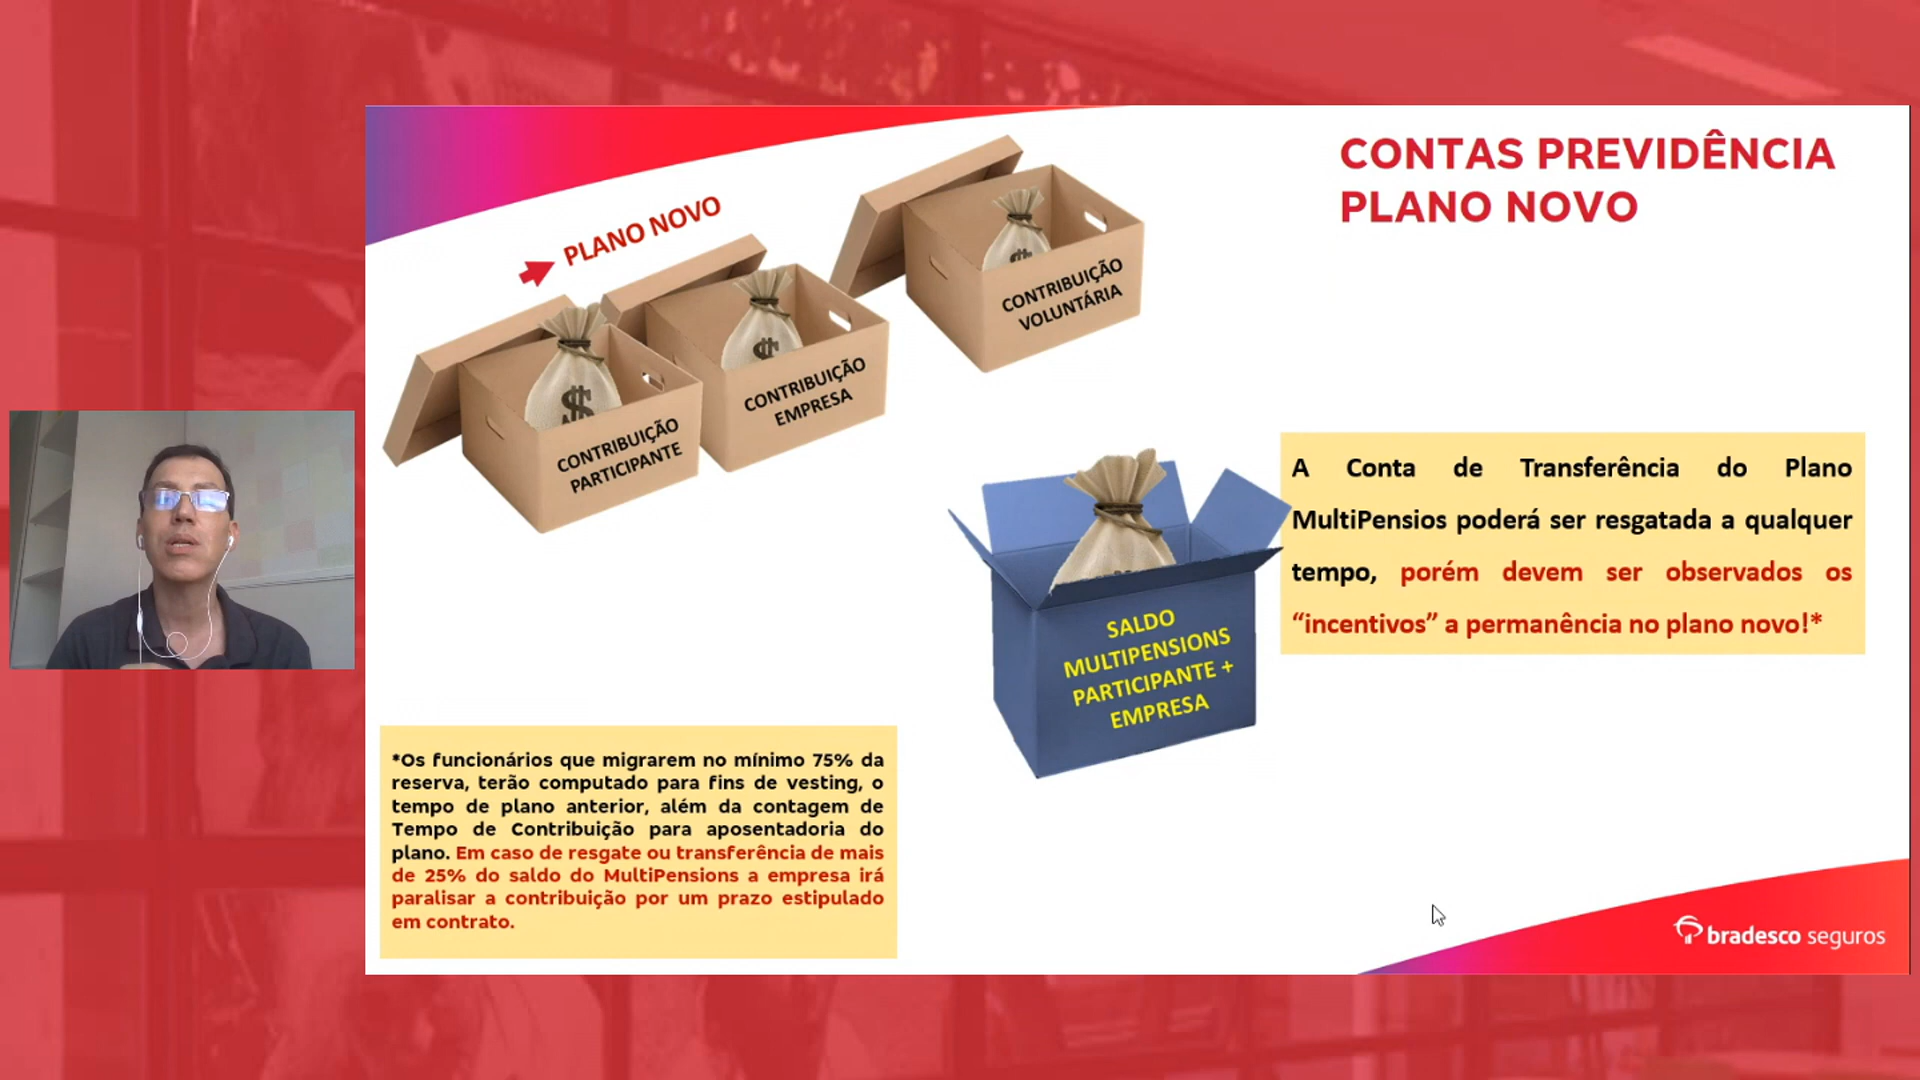 CONTAS PREVIDÊNCIA
PLANO NOVO
PLANO NOVO
CONTRIBUIÇÃO
PARTICIPANTE
CONTRIBUIÇÃO
EMPRESA
CONTRIBUIÇÃO
VOLUNTÁRIA
A Conta de Transferência do Plano
MultiPensios poderá ser resgatada a qualquer
tempo, porém devem ser observados os
“incentivos” a permanência no plano novo!*
SALDO
MULTIPENSIONS
PARTICIPANTE +
EMPRESA
*Os funcionários que migrarem no mínimo 75% da
reserva, terão computado para fins de vesting, o
tempo de plano anterior, além da contagem de
Tempo de Contribuição para aposentadoria do
plano. Em caso de resgate ou transferência de mais
de 25% do saldo do MultiPensions a empresa irá
paralisar a contribuição por um prazo estipulado
em contrato.
bradesco seguros